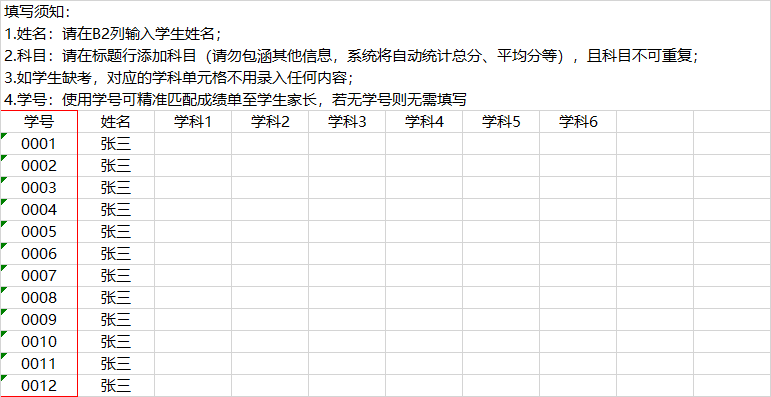 填写须知：
1.姓名：请在B2列输入学生姓名；
2.科目：请在标题行添加科目（请勿包涵其他信息，系统将自动统计总分、平均分等），且科目不可重复；
3.如学生缺考，对应的学科单元格不用录入任何内容；
4.学号：使用学号可精准匹配成绩单至学生家长，若无学号则无需填写
学号 姓名 学科1 学科2 学科3 学科4 学科5 学科6
0001 张三
0002 张三
0003 张三
0004 张三
0005 张三
0006 张三
0007 张三
0008 张三
0009 张三
0010 张三
0011 张三
0012 张三